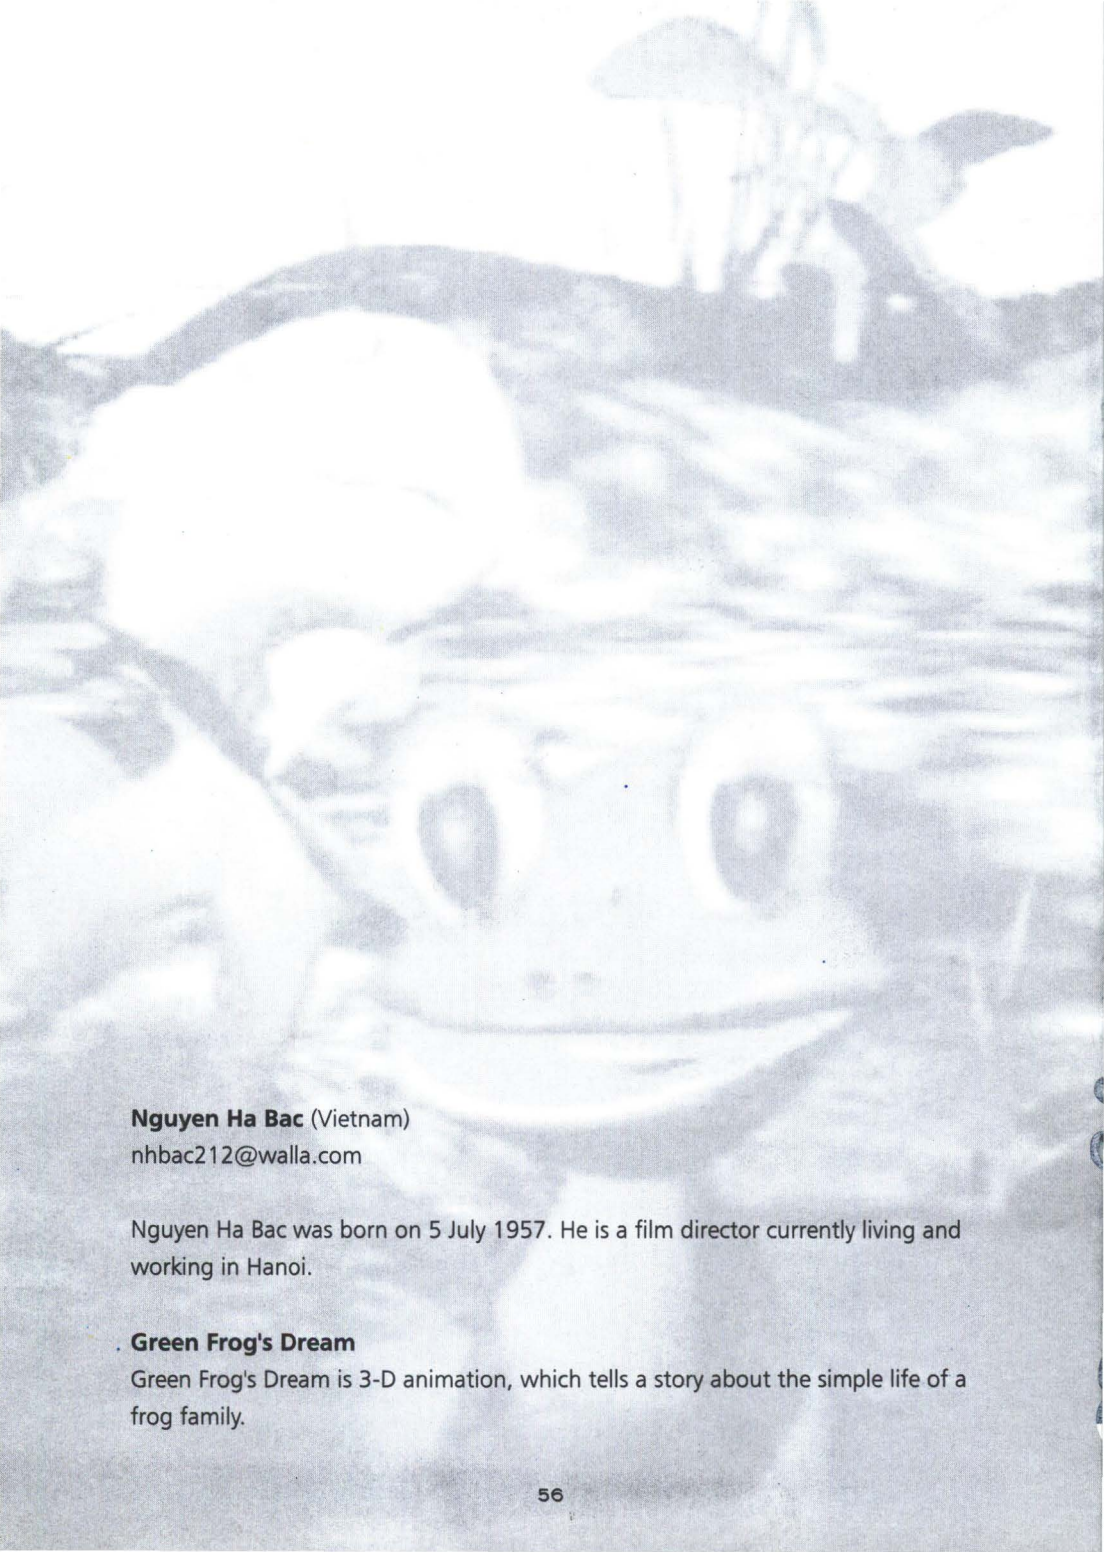 Nguyen Ha Bac (Vietnam)
nhbac212@walla.com
Nguyen Ha Bac was born on 5 July 1957. He is a film director currently living and
working in Hanoi.
Green Frog's Dream
Green Frog's Dream is 3-D animation, which tells a story about the simple life of a
frog family.
56